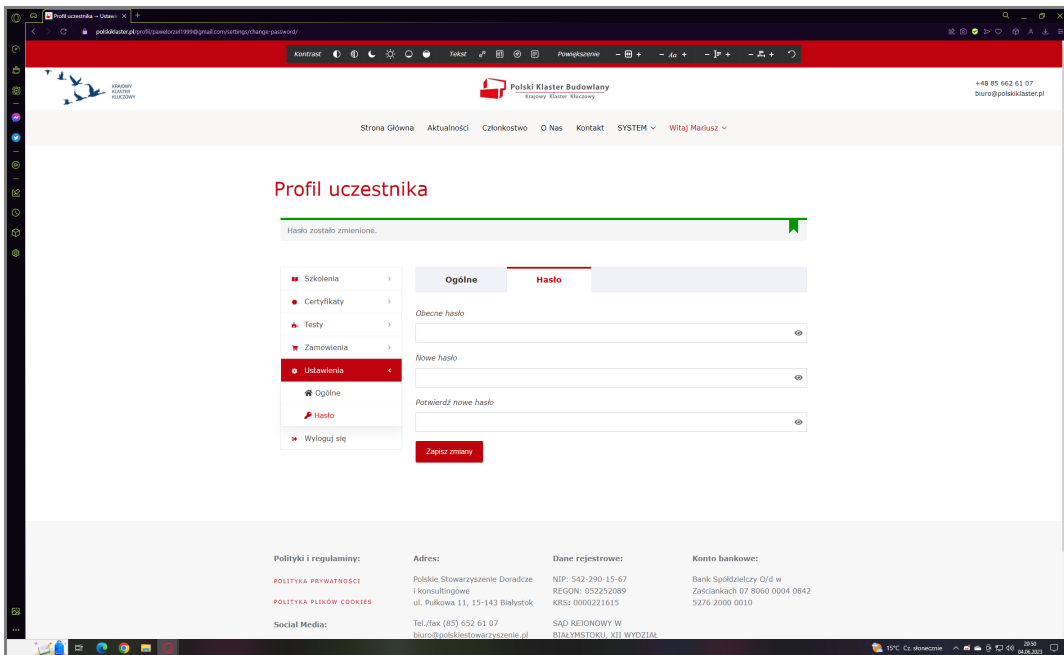 Profil uczestnika → Ustawi
polskiklaster.pl/profil/pawelorzel1999@gmail.com/settings/change-password/
Kontrast Tekst Powiększenie - + - Aa + - + - +
KRAJOWY
KLASTER
KLUCZOWY
Polski Klaster Budowlany
Krajowy Klaster Kluczowy
+48 85 662 61 07
biuro@polskiklaster.pl
Strona Główna Aktualności Członkostwo O Nas Kontakt SYSTEM Witaj Mariusz
Profil uczestnika
Hasło zostało zmienione.
Szkolenia
Certyfikaty
Testy
Zamówienia
Ustawienia
Ogólne
Hasło
Wyloguj się
Ogólne Hasło
Obecne hasło
Nowe hasło
Potwierdź nowe hasło
Zapisz zmiany
Polityki i regulaminy:
POLITYKA PRYWATNOŚCI
POLITYKA PLIKÓW COOKIES
Social Media:
Adres:
Polskie Stowarzyszenie Doradcze
i konsultingowe
ul. Pułkowa 11, 15-143 Białystok
Tel./fax (85) 652 61 07
biuro@polskiestowarzyszenie.pl
Dane rejestrowe:
NIP: 542-290-15-67
REGON: 052252089
KRS: 0000221615
SĄD REJONOWY W
BIAŁYMSTOKU, XII WYDZIAŁ
Konto bankowe:
Bank Spółdzielczy O/d w
Zaściankach 07 8060 0004 0842
5276 2000 0010
15°C Cz. słonecznie
20:50
04.06.2023